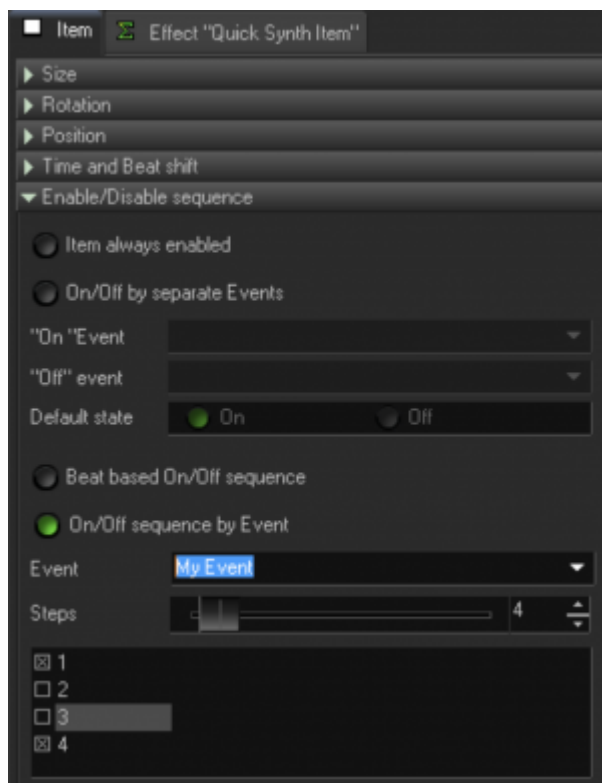 Item Effect "Quick Synth Item"
Size
Rotation
Position
Time and Beat shift
Enable/Disable sequence
Item always enabled
On/Off by separate Events
"On "Event
"Off" event
Default state On Off
Beat based On/Off sequence
On/Off sequence by Event
Event My Event
Steps 4
1
2
3
4